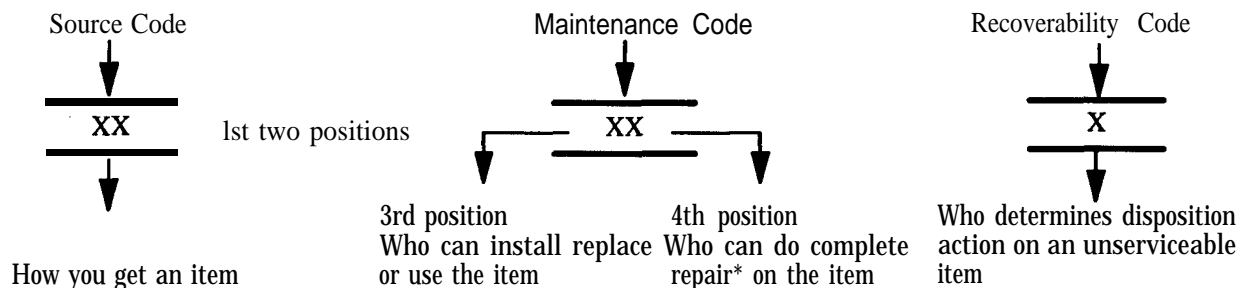 Source Code
Maintenance Code
Recoverability Code
XX
1st two positions
XX
X
3rd position
Who can install replace
or use the item
4th position
Who can do complete
repair* on the item
Who determines disposition
action on an unserviceable
item
How you get an item